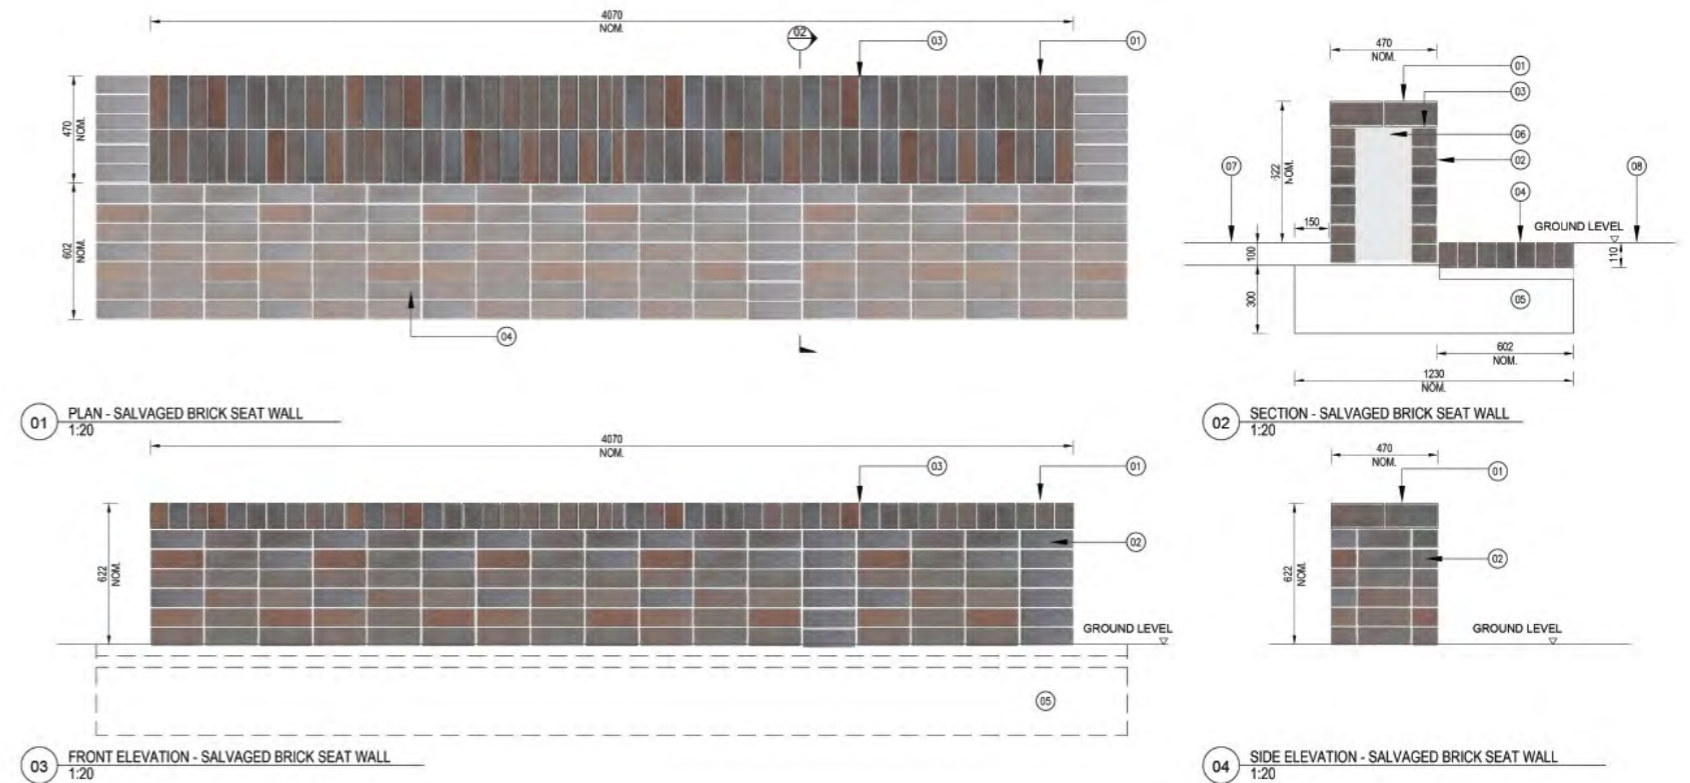 4070
NOM.
02
03
01
470
NOM.
602
NOM.
04
01
PLAN - SALVAGED BRICK SEAT WALL
1:20
470
NOM.
01
03
06
02
07
04
08
622
NOM.
150
GROUND LEVEL
100
110
300
05
602
NOM.
1230
NOM.
02
SECTION - SALVAGED BRICK SEAT WALL
1:20
4070
NOM.
03
01
02
622
NOM.
GROUND LEVEL
05
03
FRONT ELEVATION - SALVAGED BRICK SEAT WALL
1:20
470
NOM.
01
02
622
NOM.
GROUND LEVEL
04
SIDE ELEVATION - SALVAGED BRICK SEAT WALL
1:20